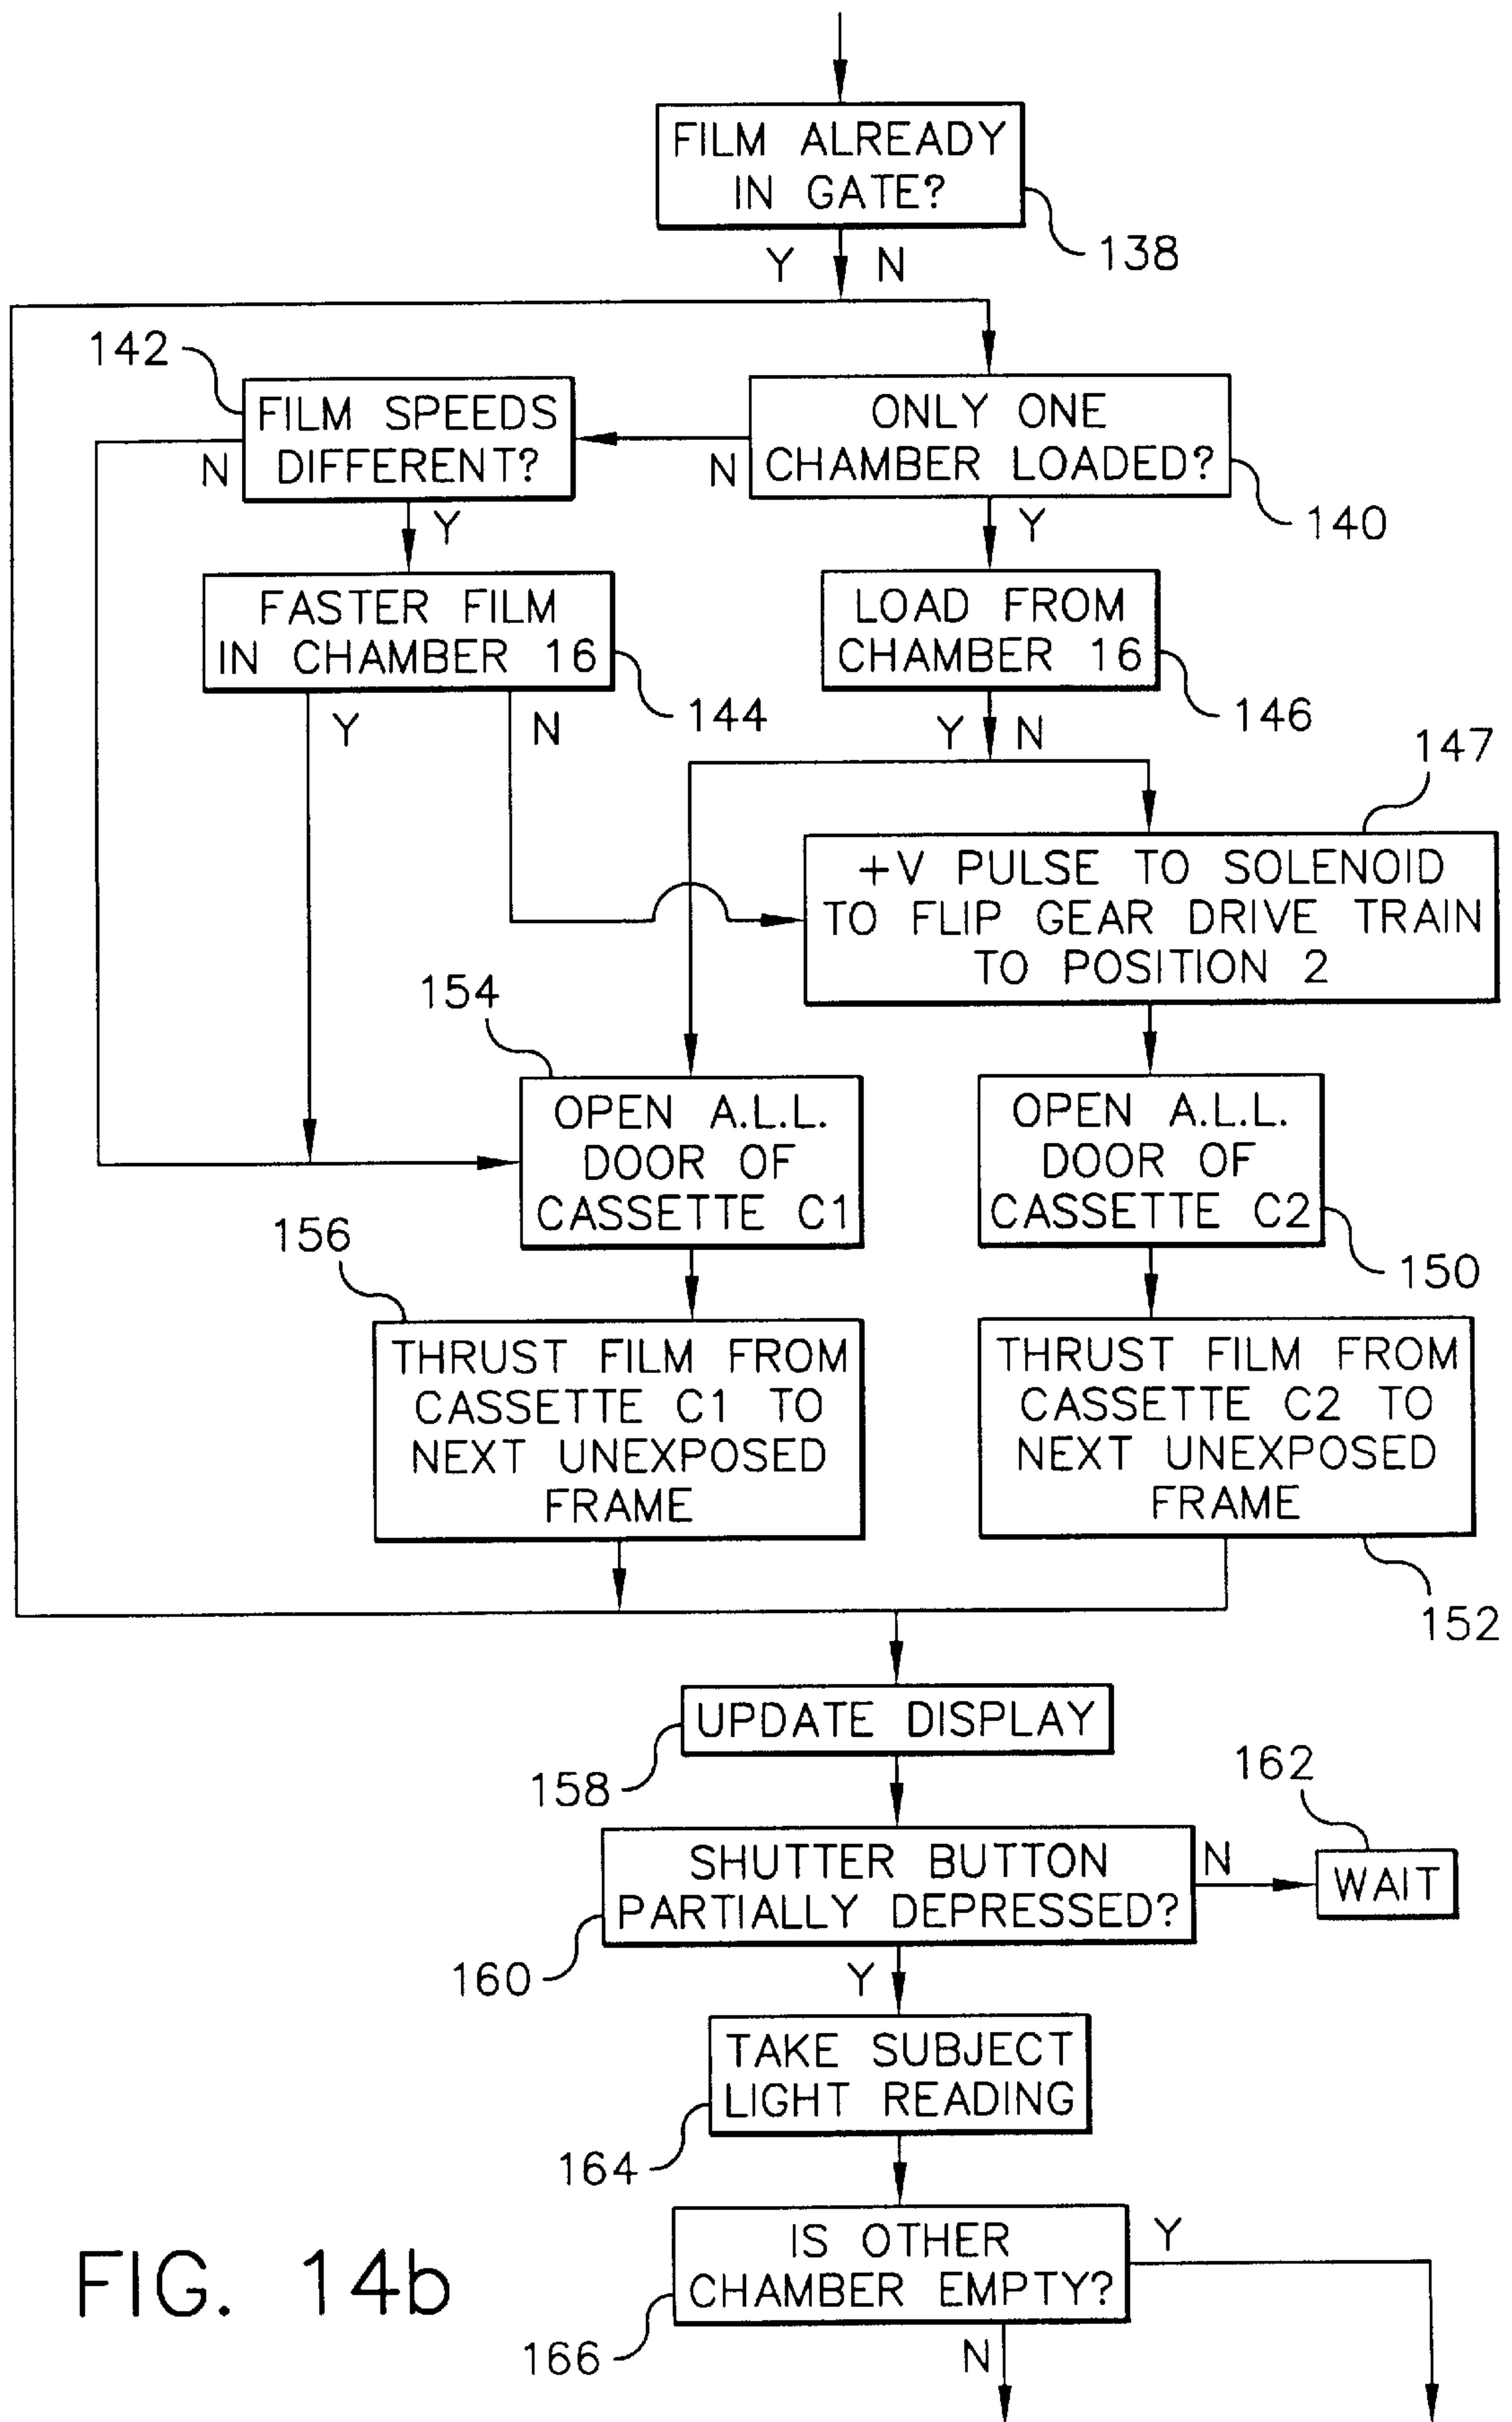 FILM ALREADY
IN GATE?
138
Y N
142
FILM SPEEDS
DIFFERENT?
N
Y
ONLY ONE
CHAMBER LOADED?
N
140
Y
FASTER FILM
IN CHAMBER 16
144
Y
N
LOAD FROM
CHAMBER 16
146
Y N
147
+V PULSE TO SOLENOID
TO FLIP GEAR DRIVE TRAIN
TO POSITION 2
154
OPEN A.L.L.
DOOR OF
CASSETTE C1
OPEN A.L.L.
DOOR OF
CASSETTE C2
150
156
THRUST FILM FROM
CASSETTE C1 TO
NEXT UNEXPOSED
FRAME
THRUST FILM FROM
CASSETTE C2 TO
NEXT UNEXPOSED
FRAME
152
UPDATE DISPLAY
158
162
SHUTTER BUTTON
PARTIALLY DEPRESSED?
N
WAIT
160
Y
TAKE SUBJECT
LIGHT READING
164
IS OTHER
CHAMBER EMPTY?
Y
166
N
FIG. 14b